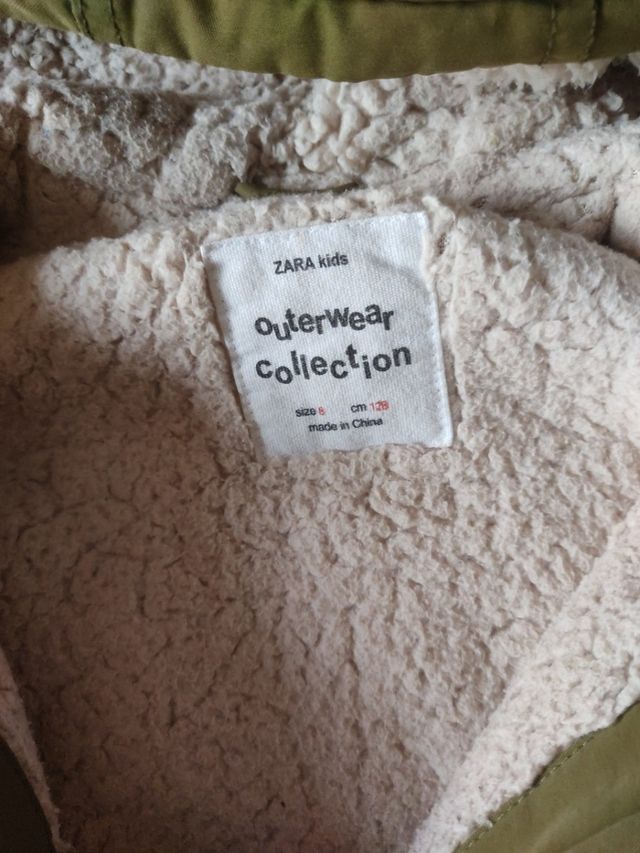 ZARA kids
outerwear
collection
size 8 cm 128
made in China